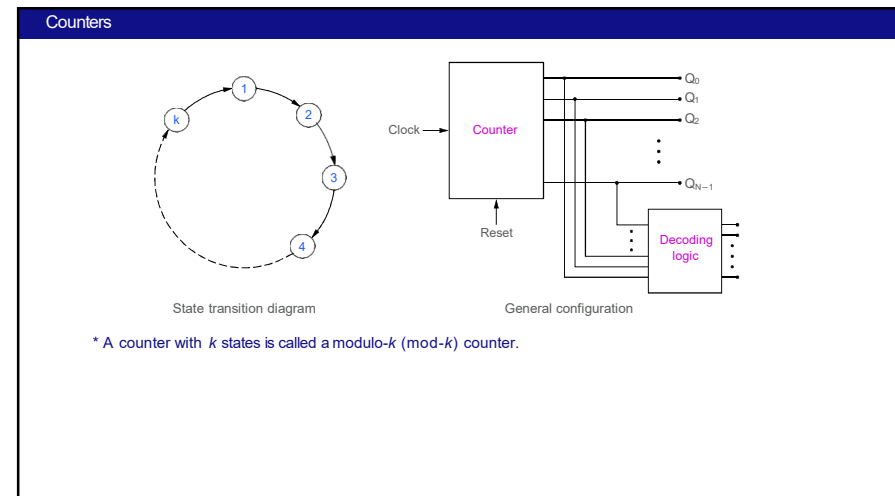 Counters
1
2
3
4
k
State transition diagram
Clock
Counter
Reset
Q0
Q1
Q2
QN−1
Decoding
logic
General configuration
* A counter with k states is called a modulo-k (mod-k) counter.